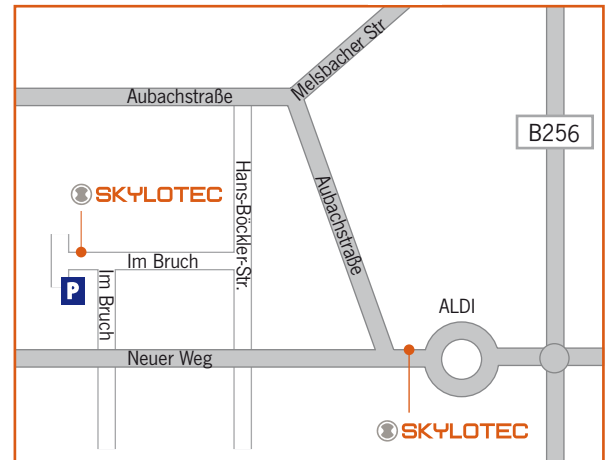 Melsbacher Str
Aubachstraße
B256
Hans-Böckler-Str.
Aubachstraße
SKYLOTEC
Im Bruch
P
Im Bruch
ALDI
Neuer Weg
SKYLOTEC